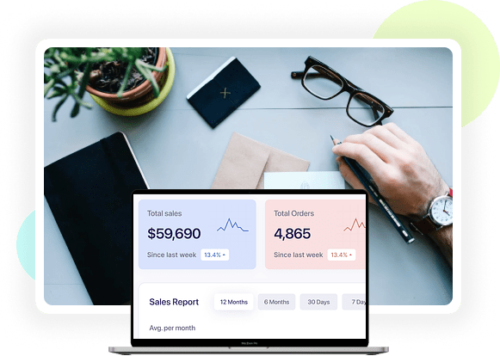 Total sales
$59,690
Since last week 13.4%
Total Orders
4,865
Since last week 13.4%
Sales Report
12 Months
6 Months
30 Days
7 Day
Avg. per month